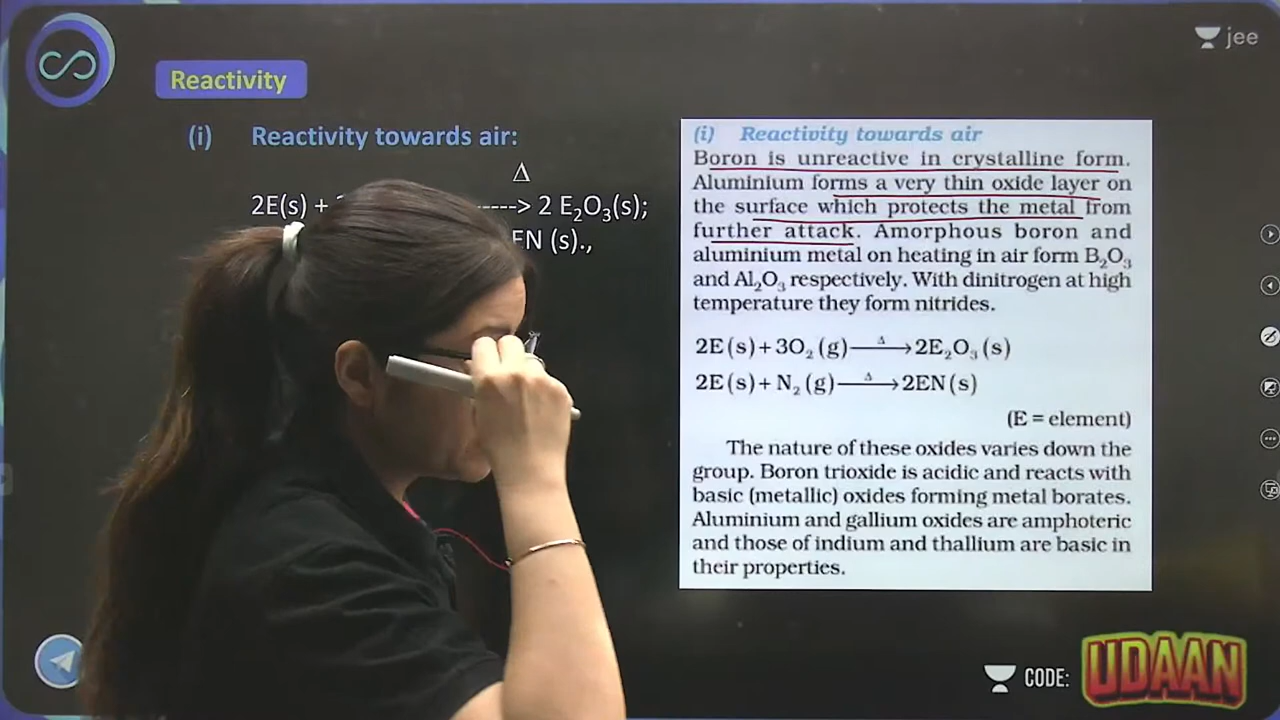 jee
Reactivity
(i) Reactivity towards air:
Δ
2E(s) + ----> 2 E₂O₃(s);
EN (s).,
(i) Reactivity towards air
Boron is unreactive in crystalline form.
Aluminium forms a very thin oxide layer on
the surface which protects the metal from
further attack. Amorphous boron and
aluminium metal on heating in air form B₂O₃
and Al₂O₃ respectively. With dinitrogen at high
temperature they form nitrides.
2E(s)+3O₂(g) —Δ→ 2E₂O₃(s)
2E(s)+N₂(g) —Δ→ 2EN(s)
(E = element)
The nature of these oxides varies down the
group. Boron trioxide is acidic and reacts with
basic (metallic) oxides forming metal borates.
Aluminium and gallium oxides are amphoteric
and those of indium and thallium are basic in
their properties.
CODE: UDAAN